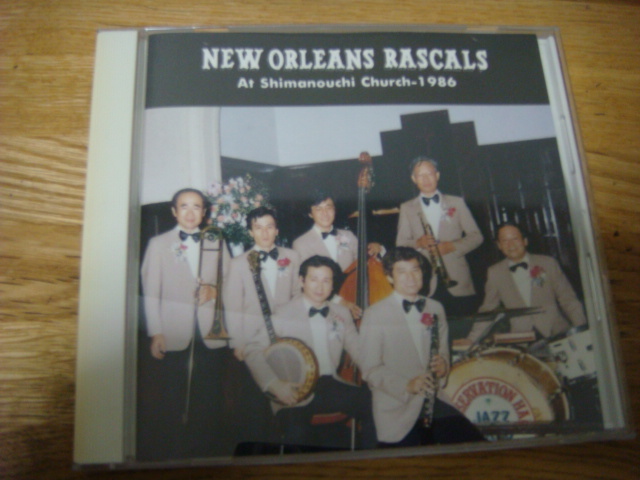 NEW ORLEANS RASCALS
At Shimanouchi Church-1986
JAZZ